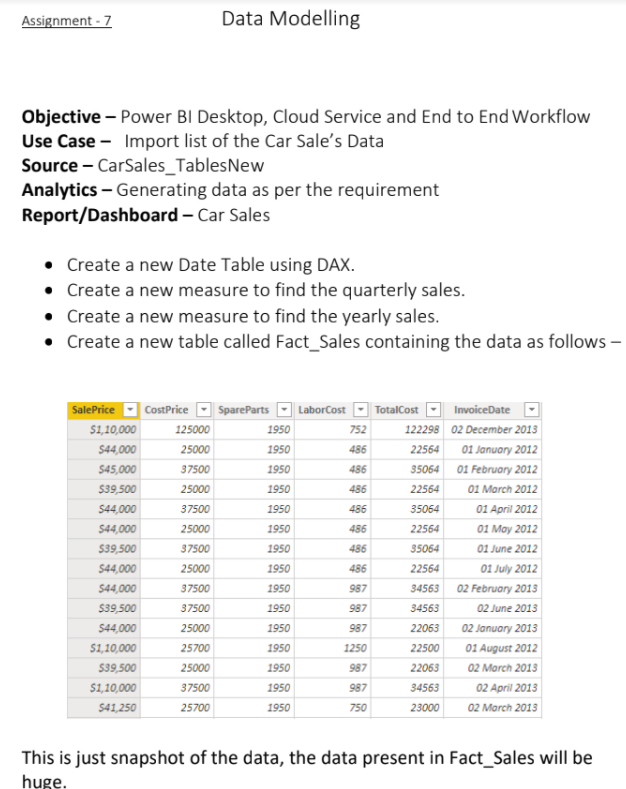 Assignment - 7 Data Modelling
Objective – Power BI Desktop, Cloud Service and End to End Workflow
Use Case – Import list of the Car Sale's Data
Source – CarSales_TablesNew
Analytics – Generating data as per the requirement
Report/Dashboard – Car Sales
• Create a new Date Table using DAX.
• Create a new measure to find the quarterly sales.
• Create a new measure to find the yearly sales.
• Create a new table called Fact_Sales containing the data as follows –
SalePrice CostPrice SpareParts LaborCost TotalCost InvoiceDate
$1,10,000 125000 1950 752 122298 02 December 2013
$44,000 25000 1950 486 22564 01 January 2012
$45,000 37500 1950 486 35064 01 February 2012
$39,500 25000 1950 486 22564 01 March 2012
$44,000 37500 1950 486 35064 01 April 2012
$44,000 25000 1950 486 22564 01 May 2012
$39,500 37500 1950 486 35064 01 June 2012
$44,000 25000 1950 486 22564 01 July 2012
$44,000 37500 1950 987 34563 02 February 2013
$39,500 37500 1950 987 34563 02 June 2013
$44,000 25000 1950 987 22063 02 January 2013
$1,10,000 25700 1950 1250 22500 01 August 2012
$39,500 25000 1950 987 22063 02 March 2013
$1,10,000 37500 1950 987 34563 02 April 2013
$41,250 25700 1950 750 23000 02 March 2013
This is just snapshot of the data, the data present in Fact_Sales will be
huge.